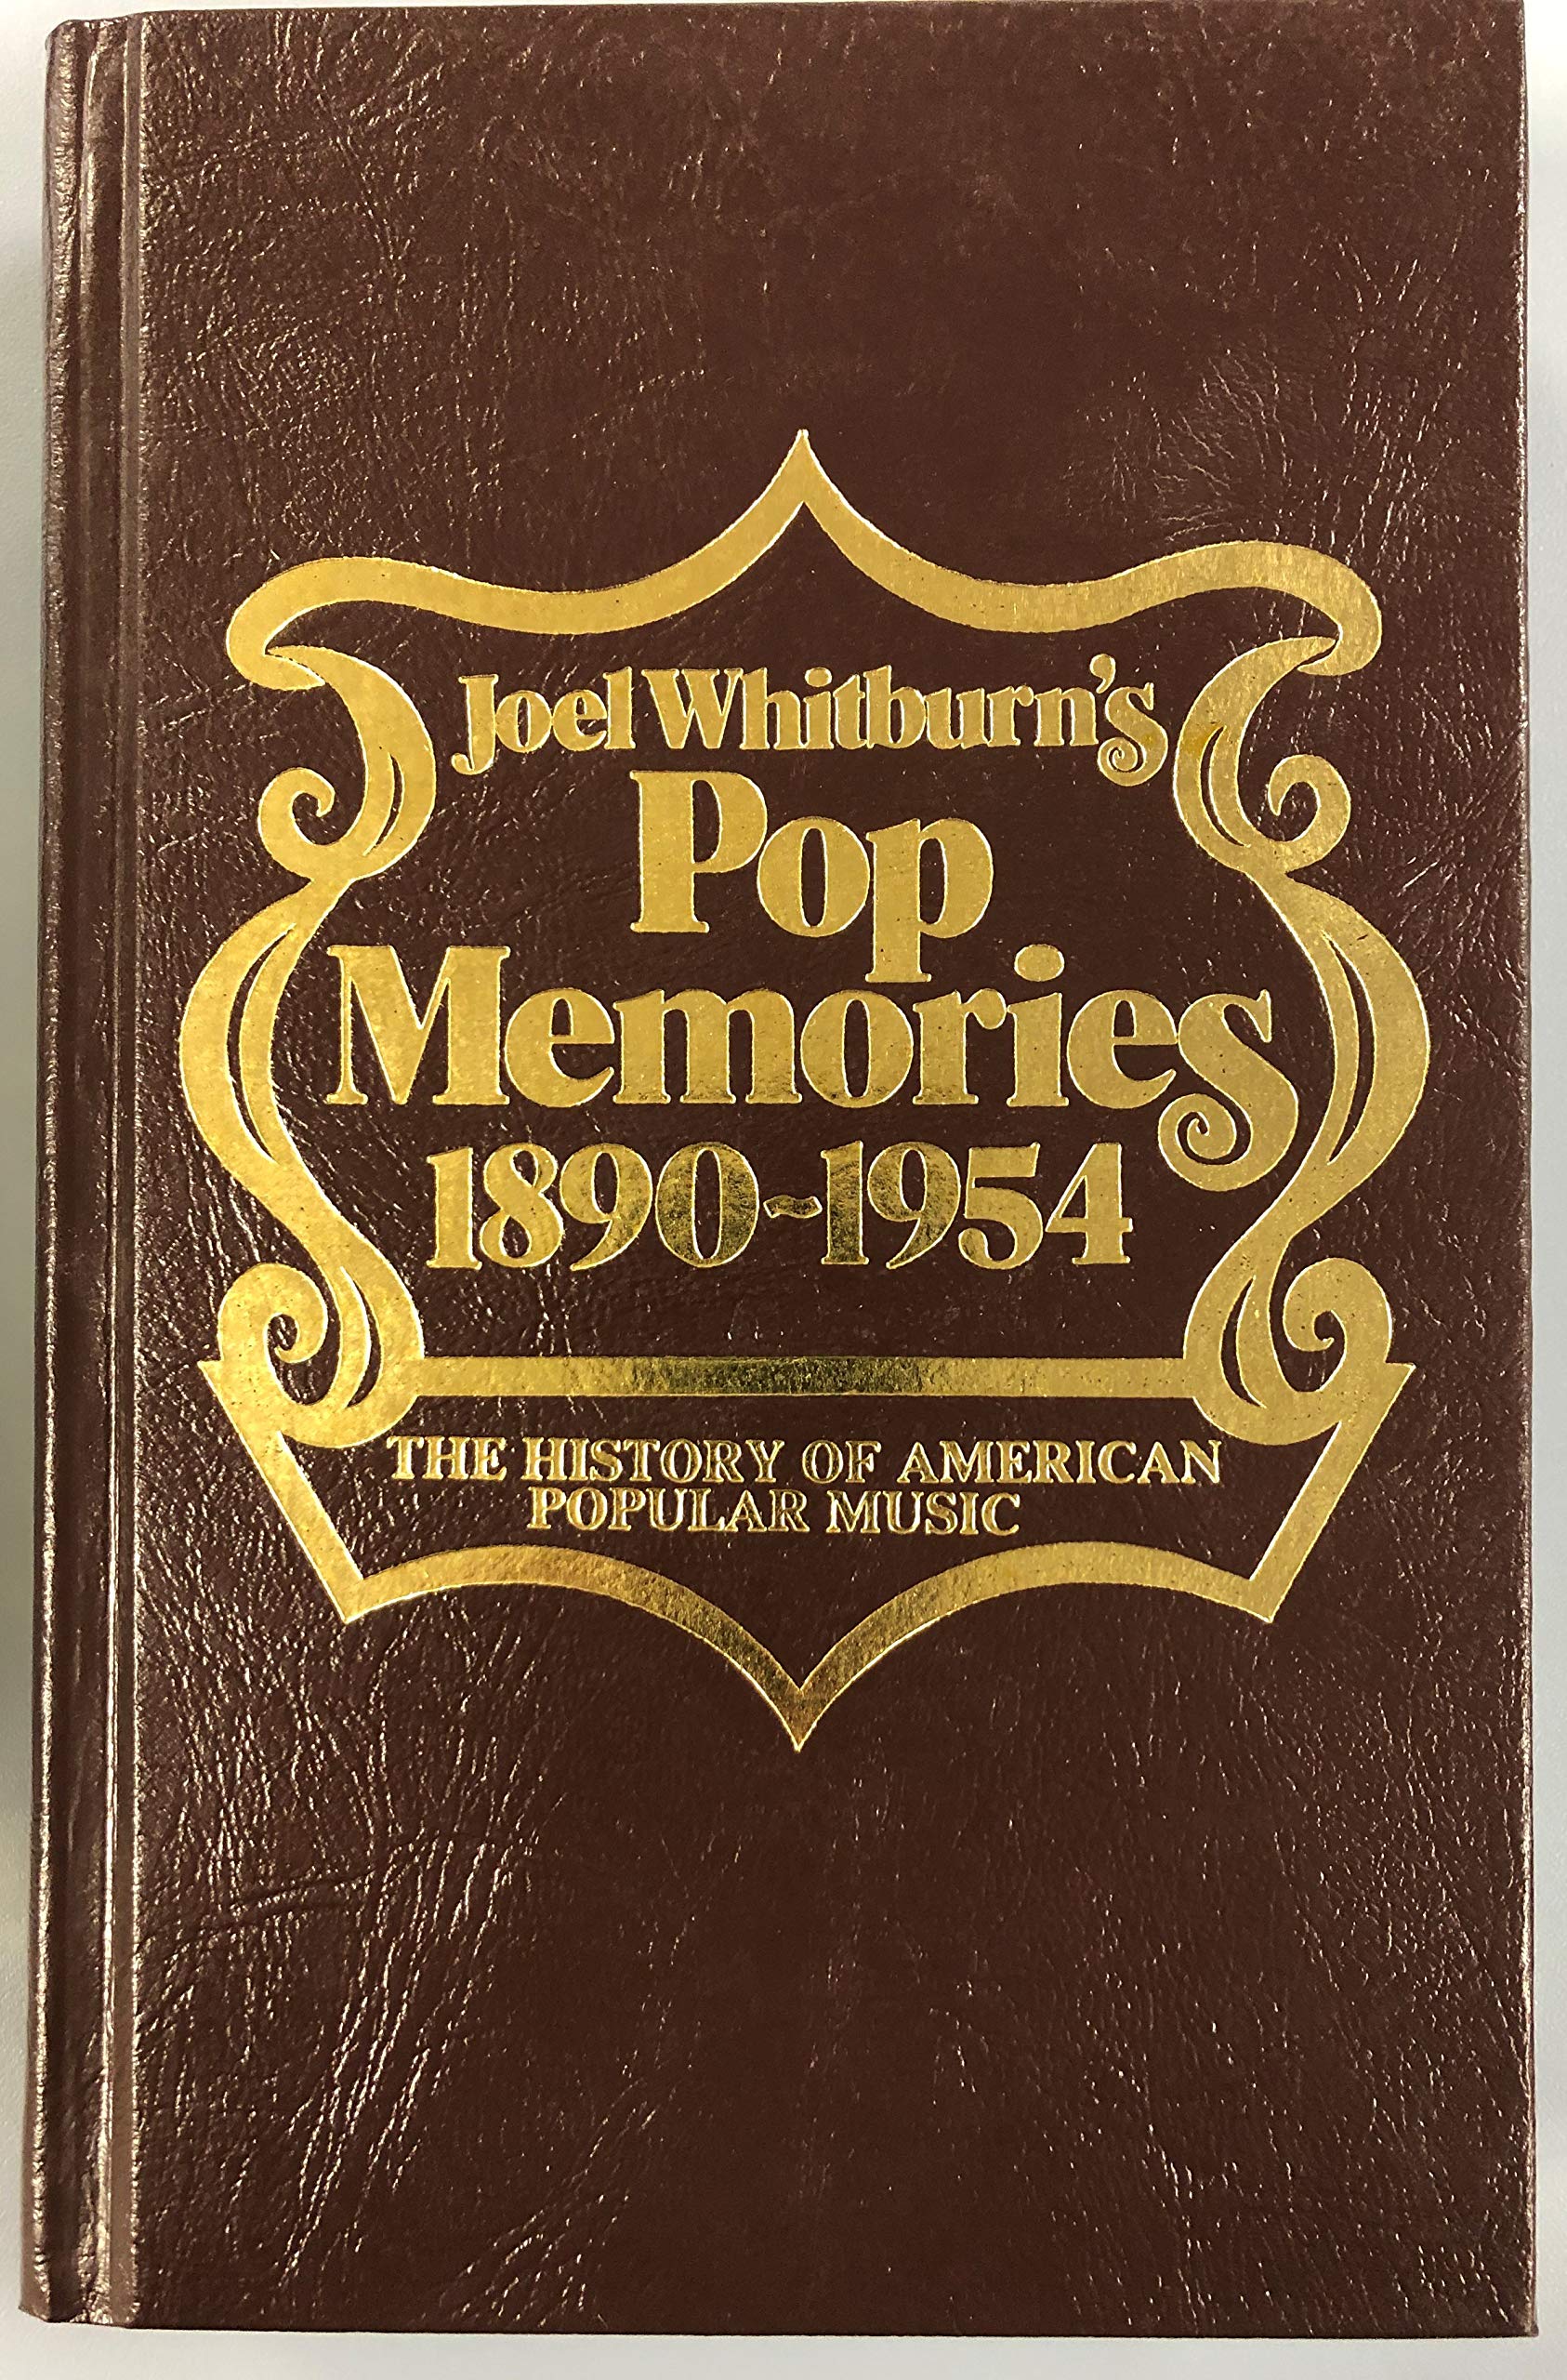 Joel Whitburn's
Pop
Memories
1890~1954
THE HISTORY OF AMERICAN
POPULAR MUSIC